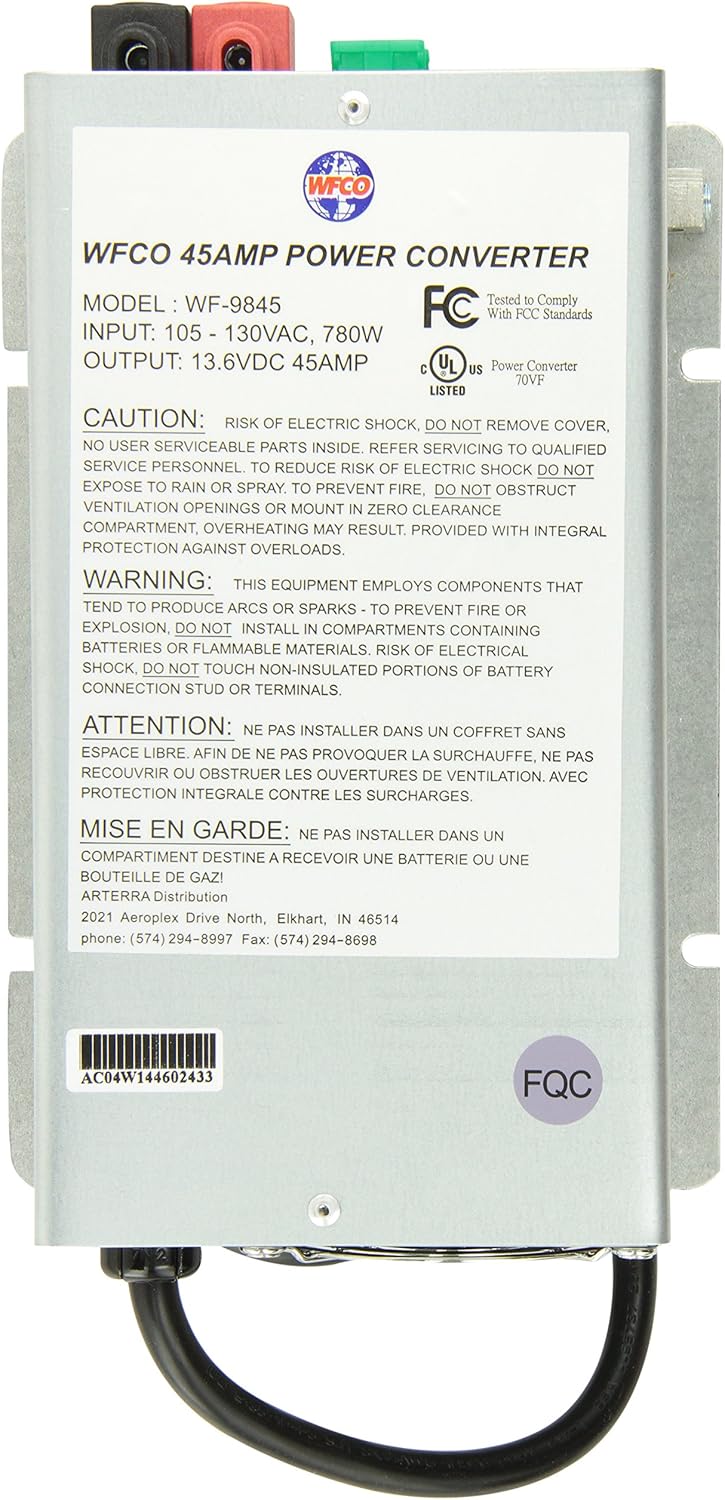 WFCO
WFCO 45AMP POWER CONVERTER
MODEL : WF-9845
INPUT: 105 - 130VAC, 780W
OUTPUT: 13.6VDC 45AMP
FCC Tested to Comply
With FCC Standards
C UL US Power Converter
LISTED 70VF
CAUTION: RISK OF ELECTRIC SHOCK, DO NOT REMOVE COVER,
NO USER SERVICEABLE PARTS INSIDE. REFER SERVICING TO QUALIFIED
SERVICE PERSONNEL. TO REDUCE RISK OF ELECTRIC SHOCK DO NOT
EXPOSE TO RAIN OR SPRAY. TO PREVENT FIRE, DO NOT OBSTRUCT
VENTILATION OPENINGS OR MOUNT IN ZERO CLEARANCE
COMPARTMENT, OVERHEATING MAY RESULT. PROVIDED WITH INTEGRAL
PROTECTION AGAINST OVERLOADS.
WARNING: THIS EQUIPMENT EMPLOYS COMPONENTS THAT
TEND TO PRODUCE ARCS OR SPARKS - TO PREVENT FIRE OR
EXPLOSION, DO NOT INSTALL IN COMPARTMENTS CONTAINING
BATTERIES OR FLAMMABLE MATERIALS. RISK OF ELECTRICAL
SHOCK, DO NOT TOUCH NON-INSULATED PORTIONS OF BATTERY
CONNECTION STUD OR TERMINALS.
ATTENTION: NE PAS INSTALLER DANS UN COFFRET SANS
ESPACE LIBRE. AFIN DE NE PAS PROVOQUER LA SURCHAUFFE, NE PAS
RECOUVRIR OU OBSTRUER LES OUVERTURES DE VENTILATION. AVEC
PROTECTION INTEGRALE CONTRE LES SURCHARGES.
MISE EN GARDE: NE PAS INSTALLER DANS UN
COMPARTIMENT DESTINE A RECEVOIR UNE BATTERIE OU UNE
BOUTEILLE DE GAZ!
ARTERRA Distribution
2021 Aeroplex Drive North, Elkhart, IN 46514
phone: (574) 294-8997 Fax: (574) 294-8698
AC04W144602433
FQC